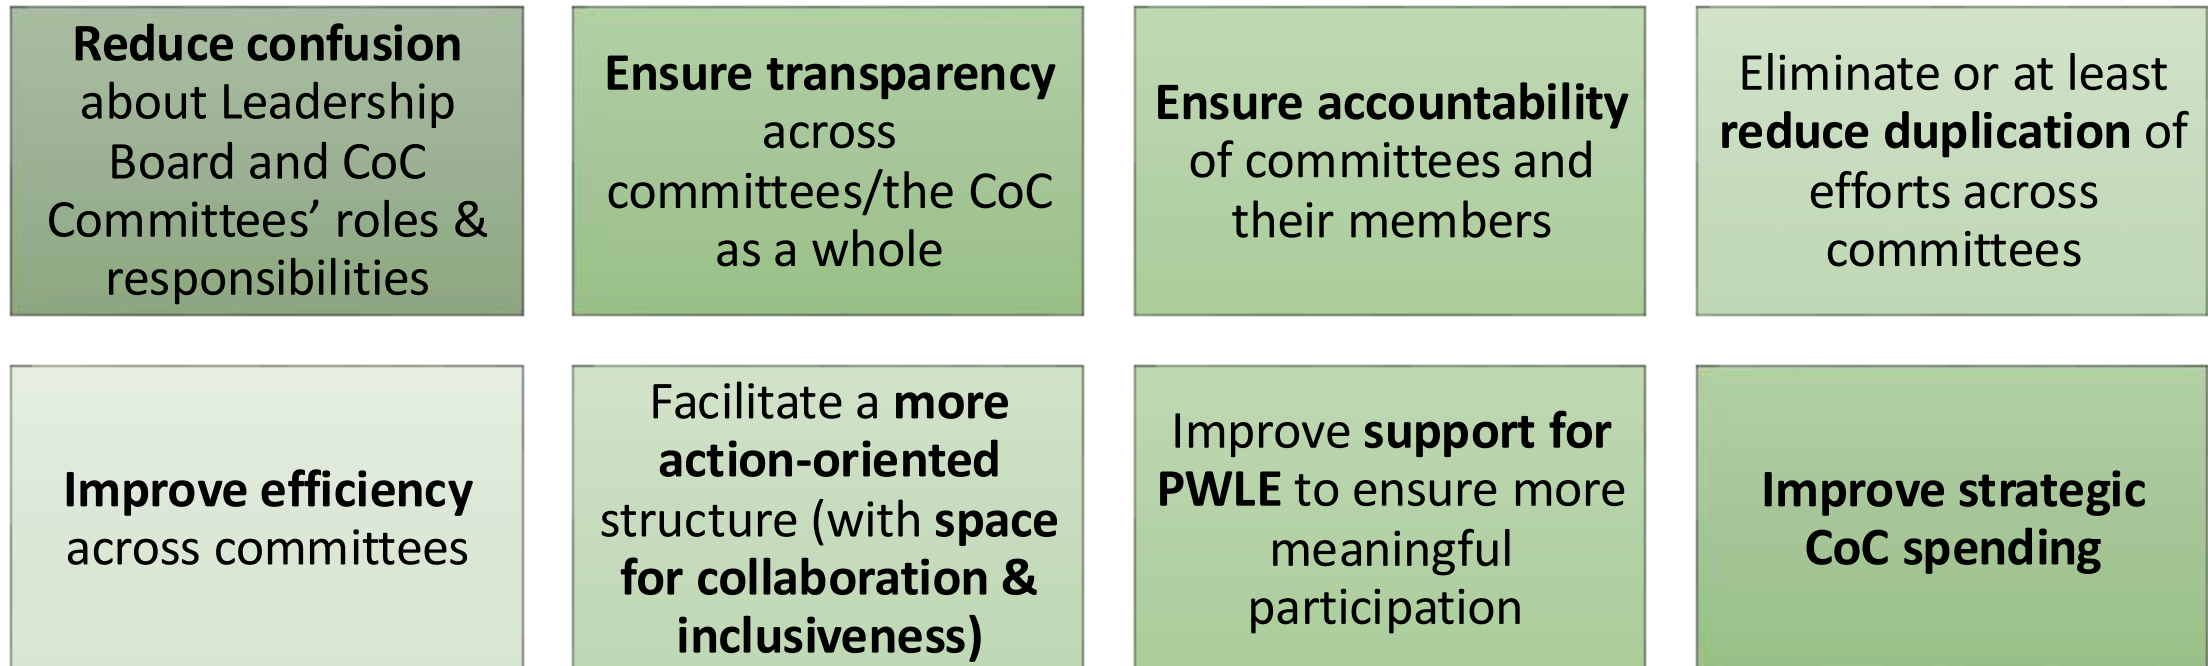 Reduce confusion
about Leadership
Board and CoC
Committees’ roles &
responsibilities
Ensure transparency
across
committees/the CoC
as a whole
Ensure accountability
of committees and
their members
Eliminate or at least
reduce duplication of
efforts across
committees
Improve efficiency
across committees
Facilitate a more
action-oriented
structure (with space
for collaboration &
inclusiveness)
Improve support for
PWLE to ensure more
meaningful
participation
Improve strategic
CoC spending